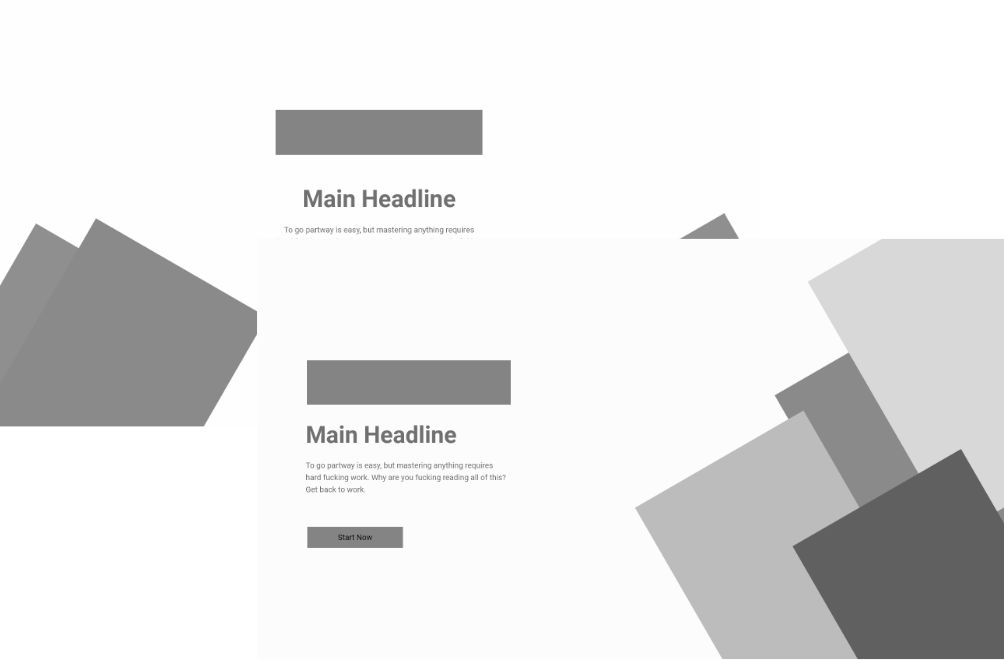 Main Headline
To go partway is easy, but mastering anything requires
Main Headline
To go partway is easy, but mastering anything requires
hard fucking work. Why are you fucking reading all of this?
Get back to work.
Start Now